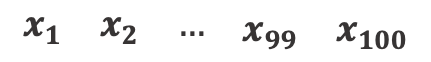 x₁ x₂ ... x₉₉ x₁₀₀